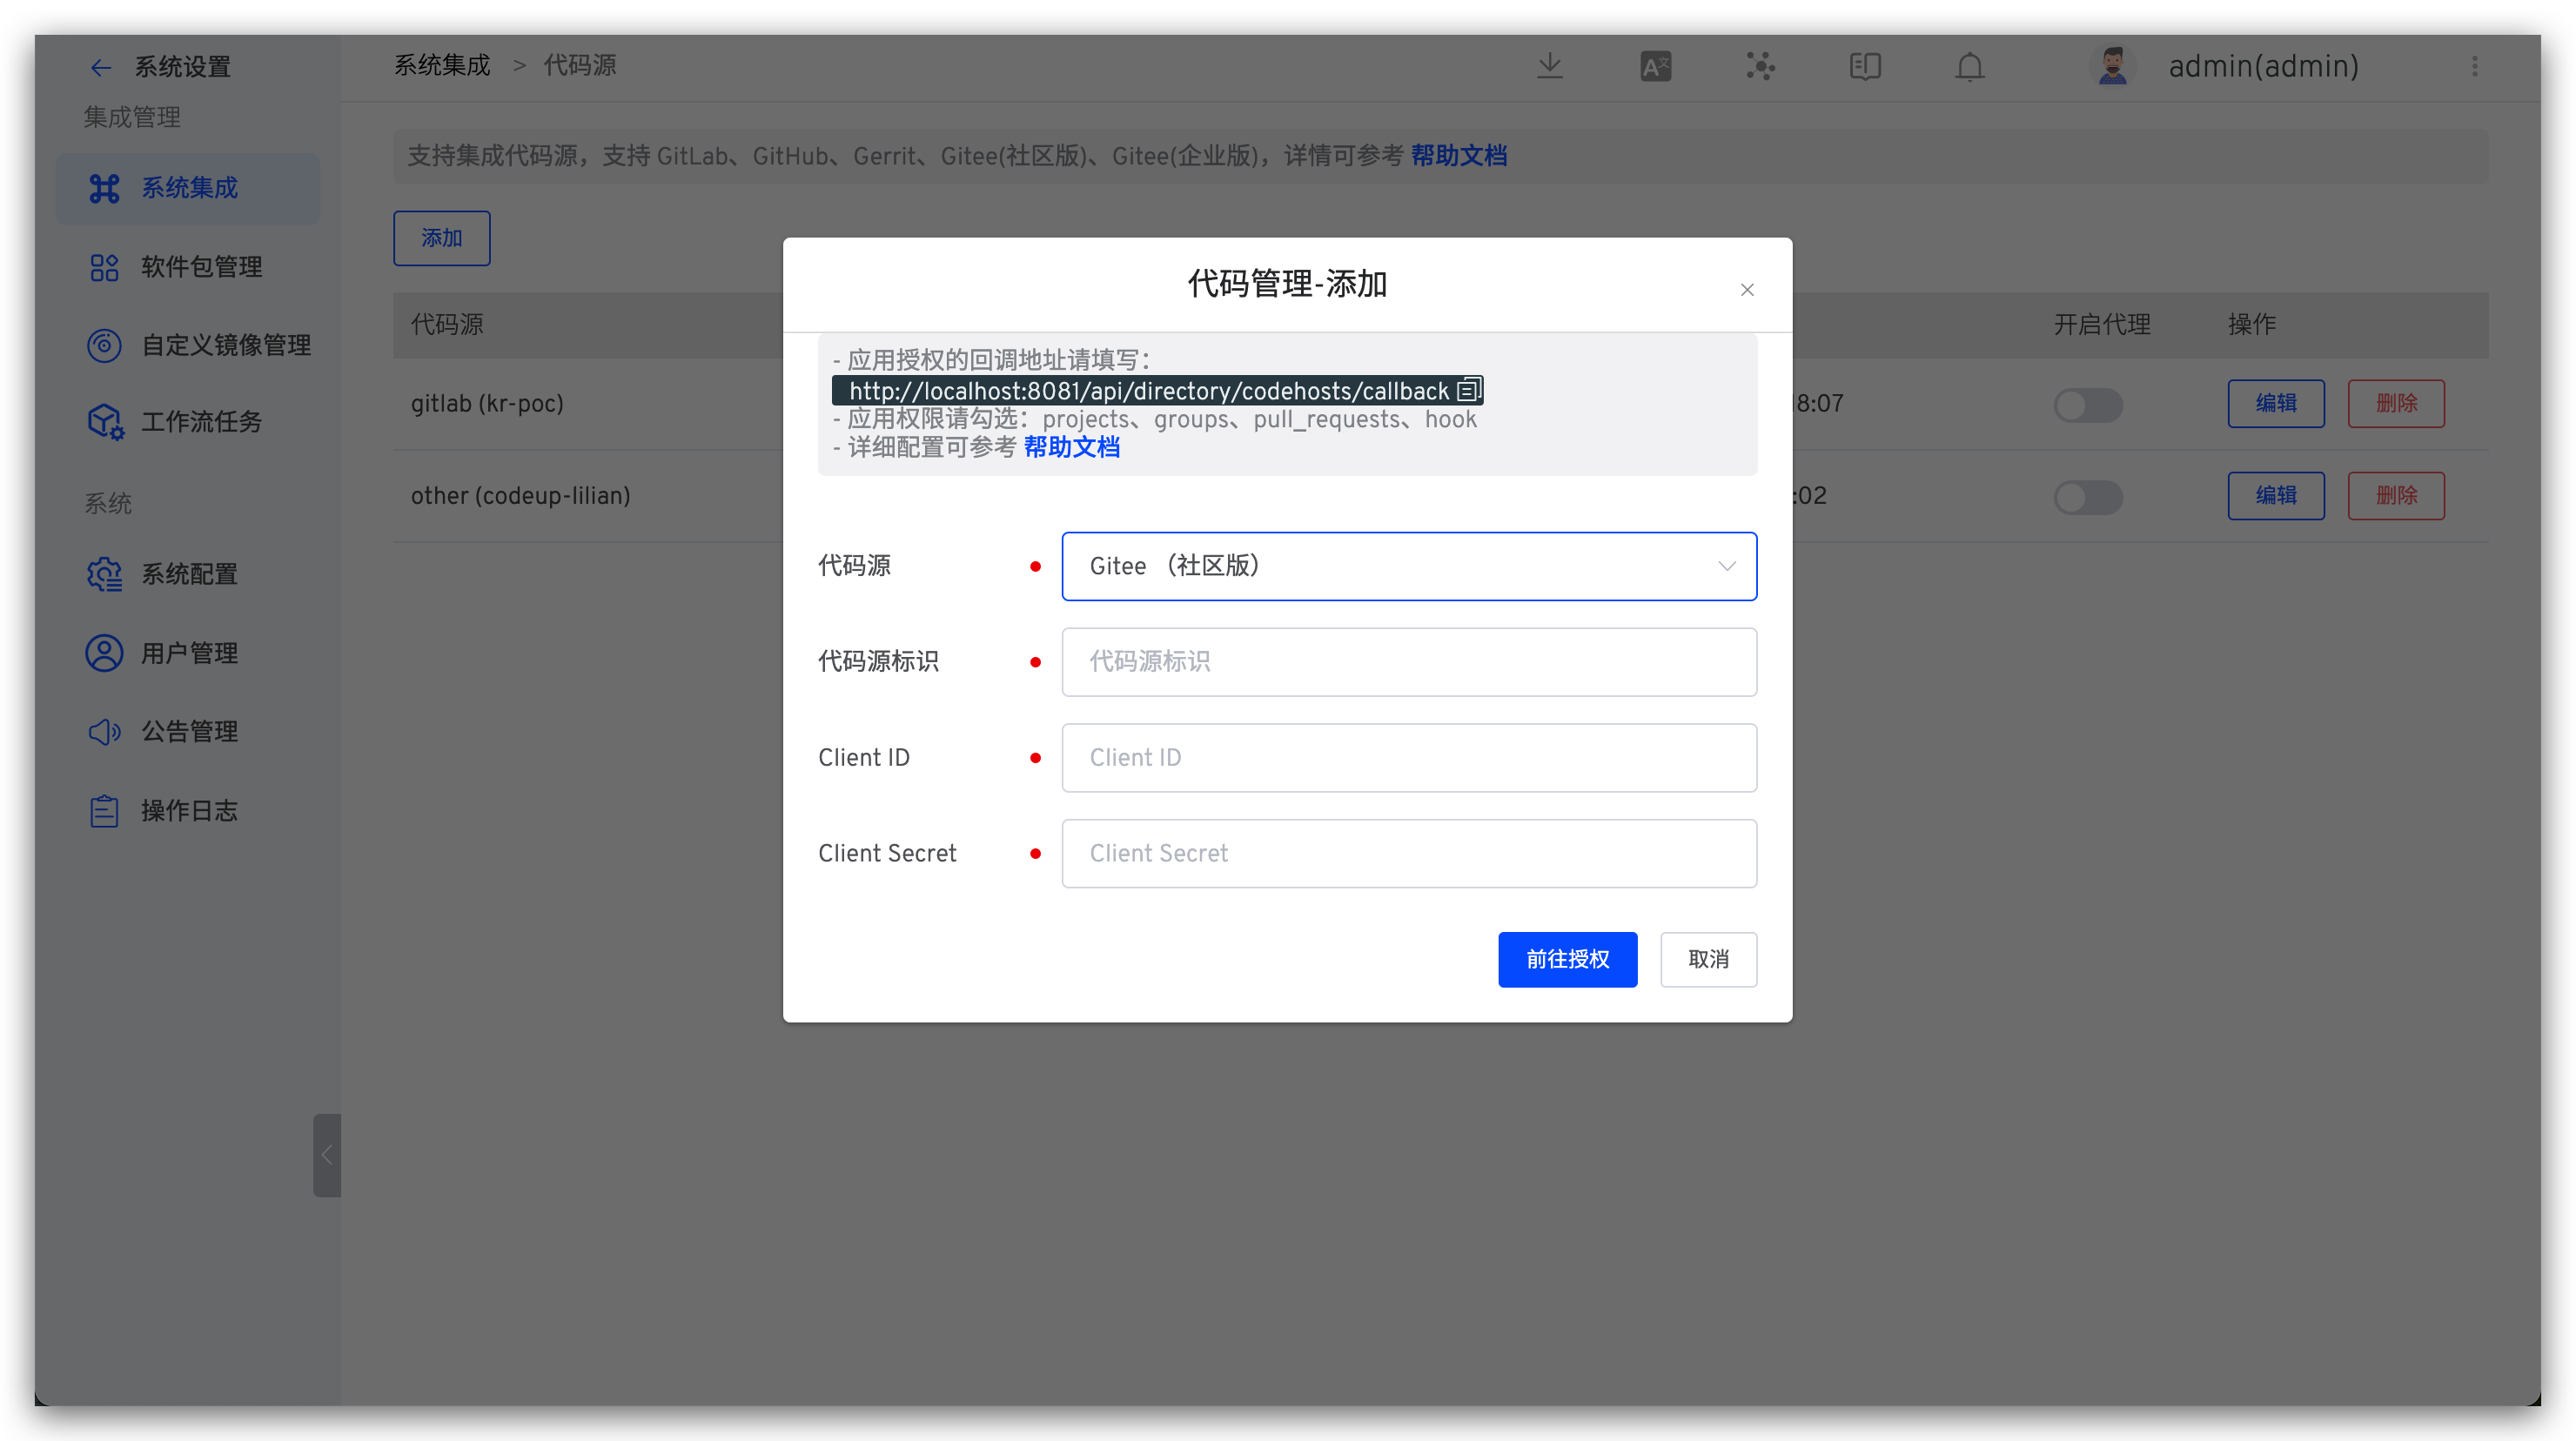 系统设置
集成管理
系统集成
软件包管理
自定义镜像管理
工作流任务
系统
系统配置
用户管理
公告管理
操作日志
系统集成 > 代码源
admin(admin)
支持集成代码源，支持 GitLab、GitHub、Gerrit、Gitee(社区版)、Gitee(企业版)，详情可参考 帮助文档
添加
代码源 开启代理 操作
gitlab (kr-poc) 8:07 编辑 删除
other (codeup-lilian) :02 编辑 删除
代码管理-添加
- 应用授权的回调地址请填写：
http://localhost:8081/api/directory/codehosts/callback
- 应用权限请勾选：projects、groups、pull_requests、hook
- 详细配置可参考 帮助文档
代码源 Gitee （社区版）
代码源标识 代码源标识
Client ID Client ID
Client Secret Client Secret
前往授权 取消